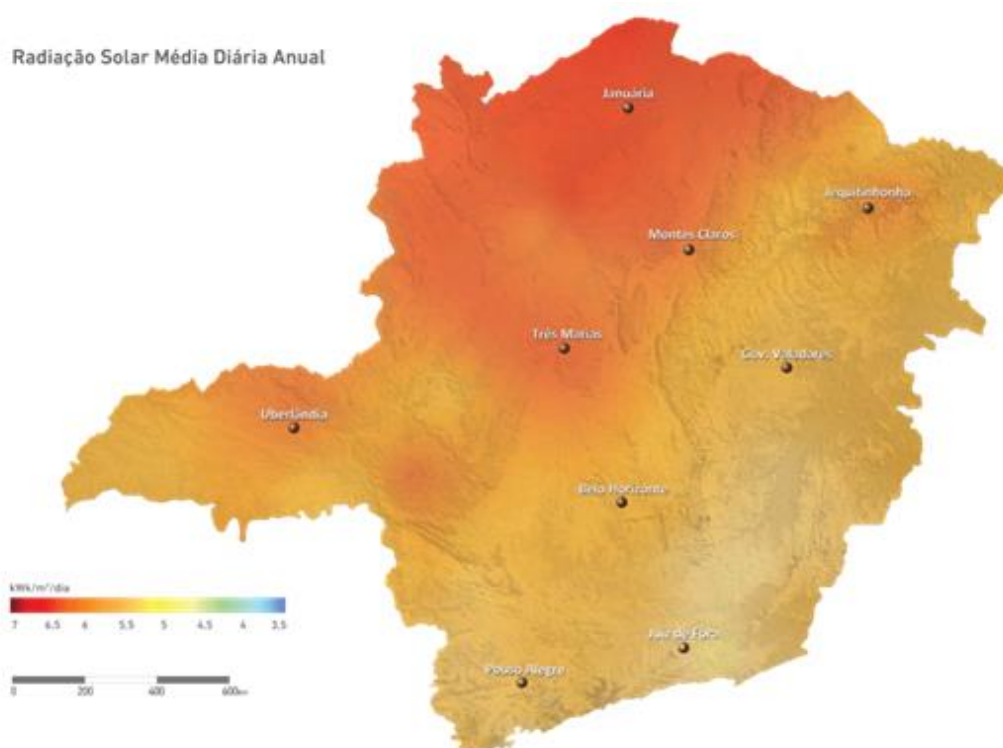 Radiação Solar Média Diária Anual
Januária
Jequitinhonha
Montes Claros
Três Marias
Gov. Valadares
Uberlândia
Belo Horizonte
Juiz de Fora
Pouso Alegre
kWh/m²/dia
7 6.5 6 5.5 5 4.5 4 3.5
0 200 400 600km